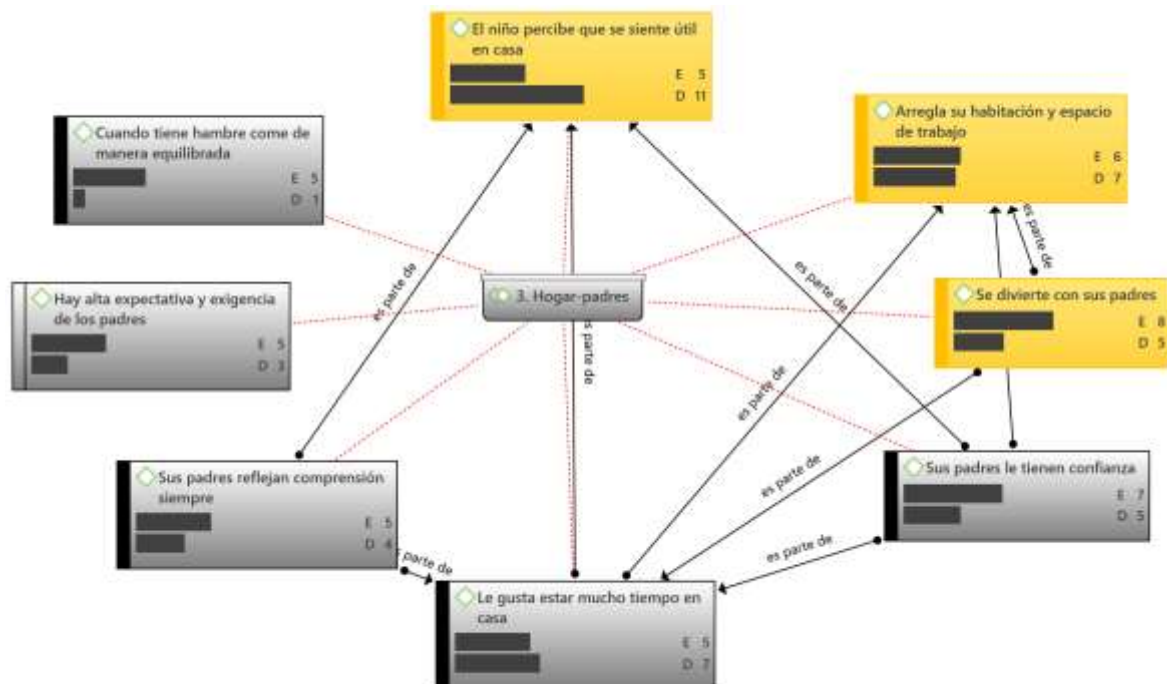 El niño percibe que se siente útil
en casa
E 5
D 11
Arregla su habitación y espacio
de trabajo
E 6
D 7
Cuando tiene hambre come de
manera equilibrada
E 5
D 1
3. Hogar-padres
Hay alta expectativa y exigencia
de los padres
E 5
D 3
Se divierte con sus padres
E 8
D 5
es parte de
es parte de
es parte de
es parte de
es parte de
Sus padres reflejan comprensión
siempre
E 5
D 4
Sus padres le tienen confianza
E 7
D 5
es parte de
es parte de
es parte de
Le gusta estar mucho tiempo en
casa
E 5
D 7